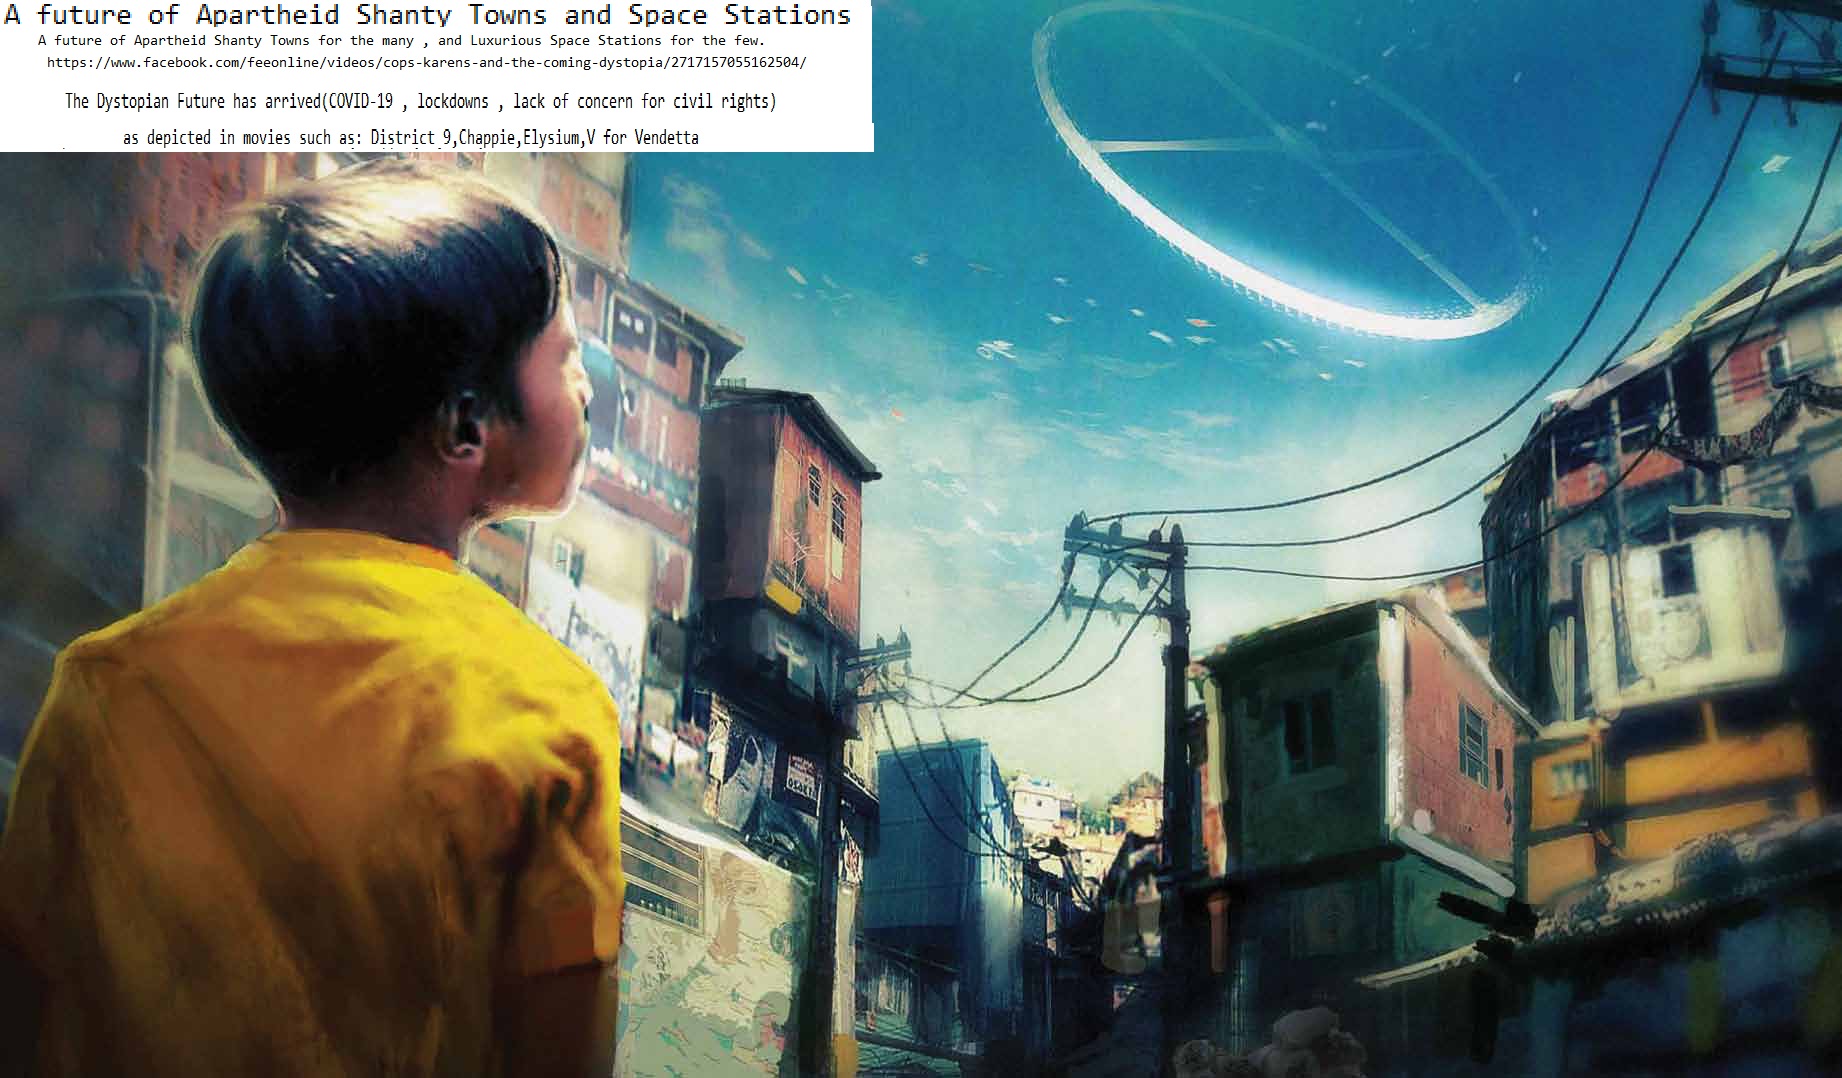 A future of Apartheid Shanty Towns and Space Stations
A future of Apartheid Shanty Towns for the many , and Luxurious Space Stations for the few.
https://www.facebook.com/feeonline/videos/cops-karens-and-the-coming-dystopia/2717157055162504/
The Dystopian Future has arrived(COVID-19 , lockdowns , lack of concern for civil rights)
as depicted in movies such as: District 9,Chappie,Elysium,V for Vendetta